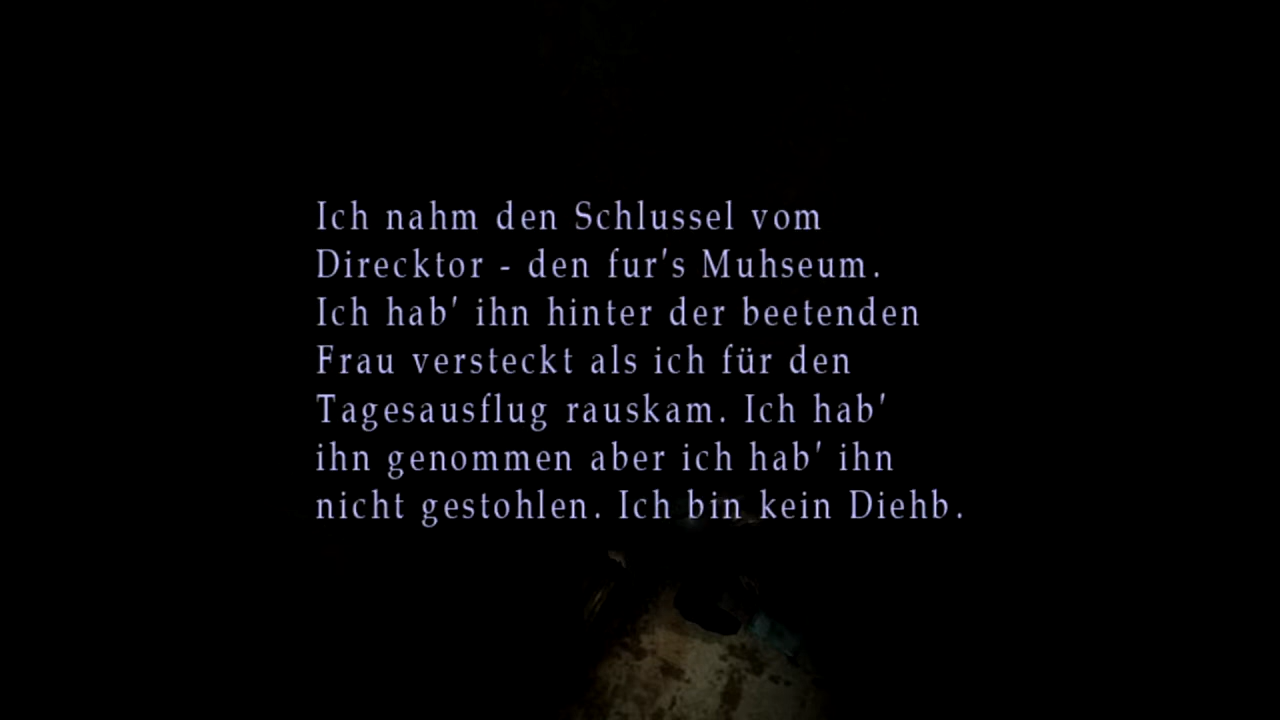 Ich nahm den Schlussel vom
Direcktor - den fur's Muhseum.
Ich hab' ihn hinter der beetenden
Frau versteckt als ich für den
Tagesausflug rauskam. Ich hab'
ihn genommen aber ich hab' ihn
nicht gestohlen. Ich bin kein Diehb.